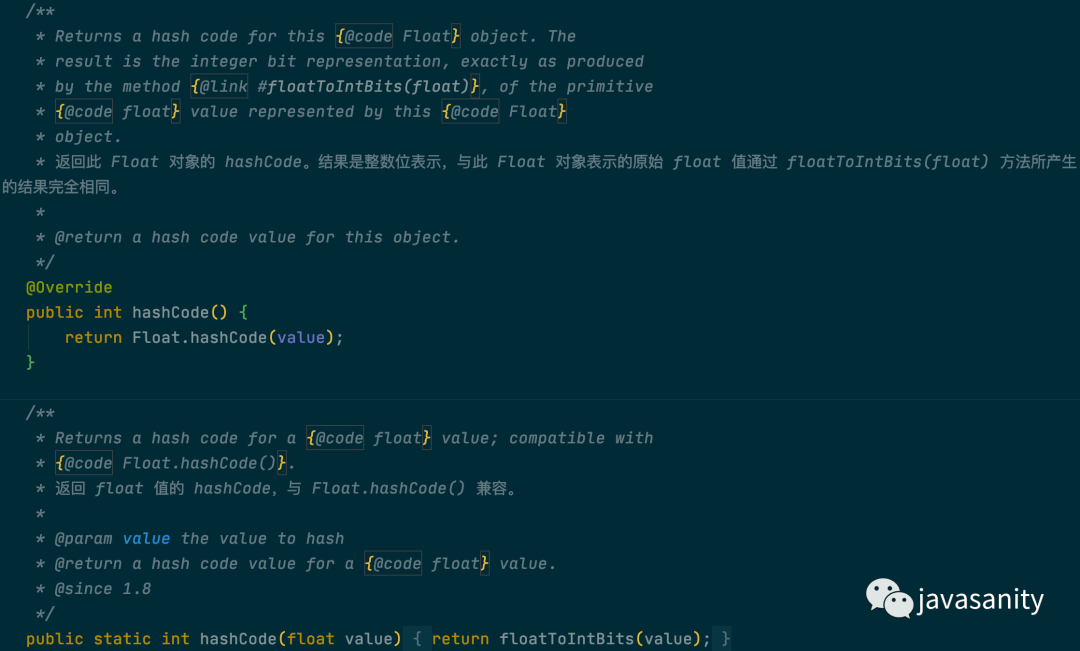 /**
 * Returns a hash code for this {@code Float} object. The
 * result is the integer bit representation, exactly as produced
 * by the method {@link #floatToIntBits(float)}, of the primitive
 * {@code float} value represented by this {@code Float}
 * object.
 * 返回此 Float 对象的 hashCode。结果是整数位表示，与此 Float 对象表示的原始 float 值通过 floatToIntBits(float) 方法所产生
的结果完全相同。
 *
 * @return a hash code value for this object.
 */
@Override
public int hashCode() {
    return Float.hashCode(value);
}
/**
 * Returns a hash code for a {@code float} value; compatible with
 * {@code Float.hashCode()}.
 * 返回 float 值的 hashCode，与 Float.hashCode() 兼容。
 *
 * @param value the value to hash
 * @return a hash code value for a {@code float} value.
 * @since 1.8
 */
public static int hashCode(float value) { return floatToIntBits(value); }
javasanity